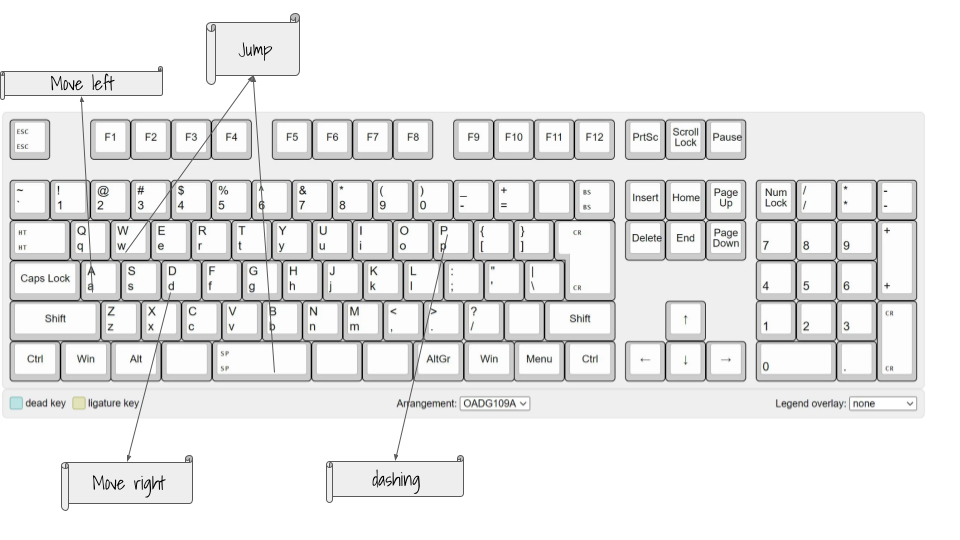 Jump
Move left
ESC F1 F2 F3 F4 F5 F6 F7 F8 F9 F10 F11 F12 PrtSc Scroll Lock Pause
ESC
~ ! @ # $ % ^ & * ( ) _ + BS Insert Home Page Up Num Lock / * -
` 1 2 3 4 5 6 7 8 9 0 - = BS / * -
HT Q W E R T Y U I O P { } CR Delete End Page Down +
HT q w e r t y u i o p [ ] 7 8 9
Caps Lock A S D F G H J K L : " |
a s d f g h j k l ; ' \ CR 4 5 6 +
Shift Z X C V B N M < > ? Shift ↑ CR
z x c v b n m , . / 1 2 3
Ctrl Win Alt SP AltGr Win Menu Ctrl ← ↓ →
SP 0 . CR
dead key ligature key Arrangement: OADG109A Legend overlay: none
Move right
dashing